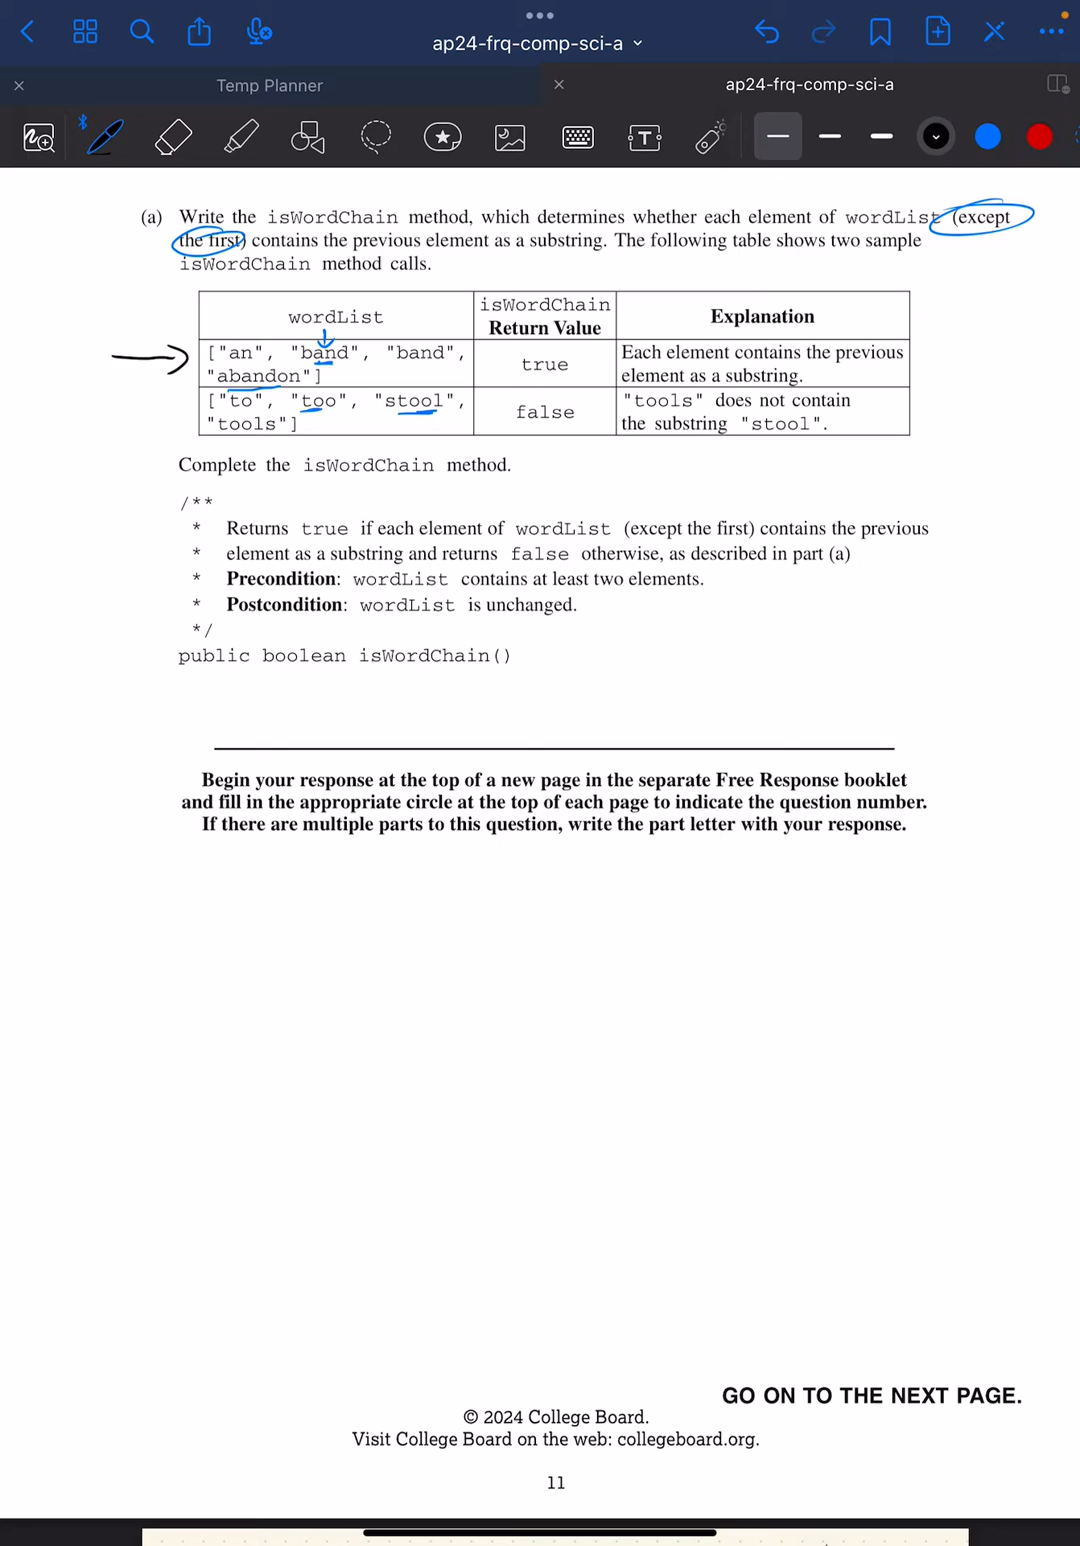 ap24-frq-comp-sci-a
Temp Planner
ap24-frq-comp-sci-a
T
(a) Write the isWordChain method, which determines whether each element of wordList (except
the first) contains the previous element as a substring. The following table shows two sample
isWordChain method calls.
wordList
isWordChain
Return Value
Explanation
["an", "band", "band",
"abandon"]
true
Each element contains the previous
element as a substring.
["to", "too", "stool",
"tools"]
false
"tools" does not contain
the substring "stool".
Complete the isWordChain method.
/**
* Returns true if each element of wordList (except the first) contains the previous
* element as a substring and returns false otherwise, as described in part (a)
* Precondition: wordList contains at least two elements.
* Postcondition: wordList is unchanged.
*/
public boolean isWordChain()
Begin your response at the top of a new page in the separate Free Response booklet
and fill in the appropriate circle at the top of each page to indicate the question number.
If there are multiple parts to this question, write the part letter with your response.
GO ON TO THE NEXT PAGE.
© 2024 College Board.
Visit College Board on the web: collegeboard.org.
11